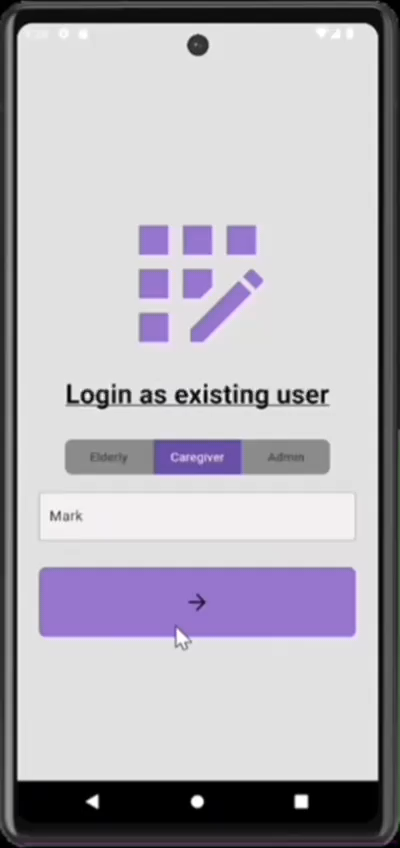 Login as existing user
Elderly Caregiver Admin
Mark